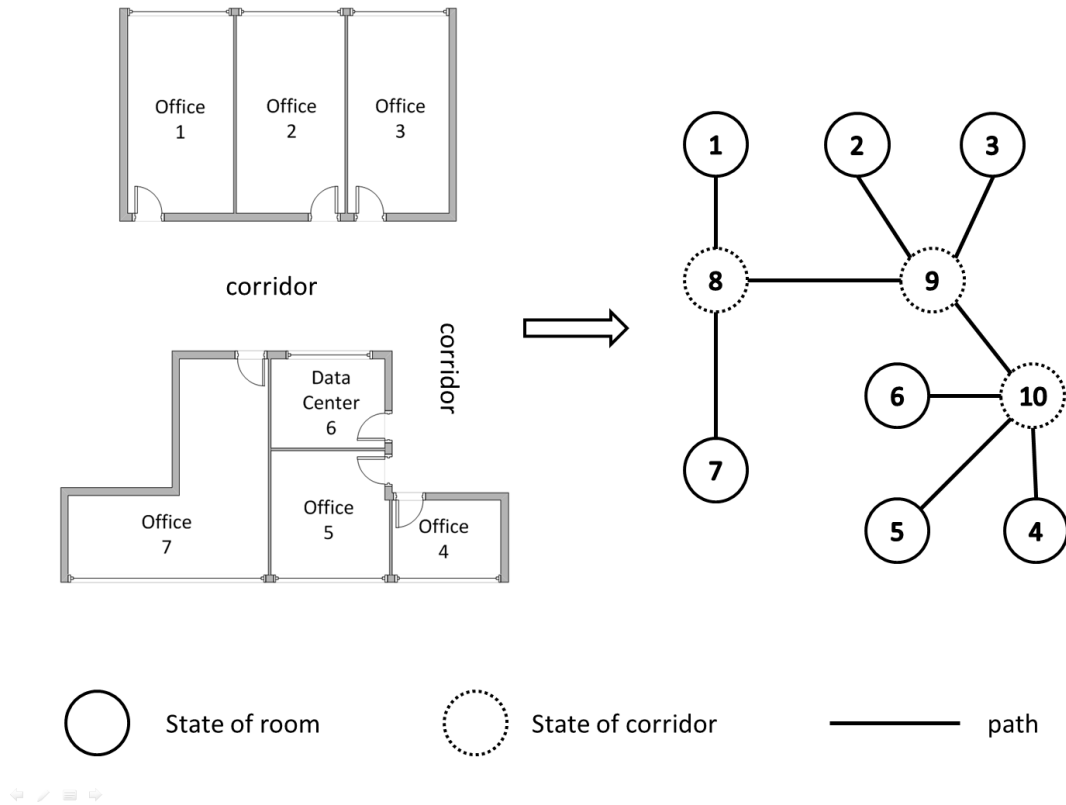 Office
1
Office
2
Office
3
corridor
corridor
Data
Center
6
Office
7
Office
5
Office
4
1
2
3
8
9
6
10
7
5
4
State of room
State of corridor
path